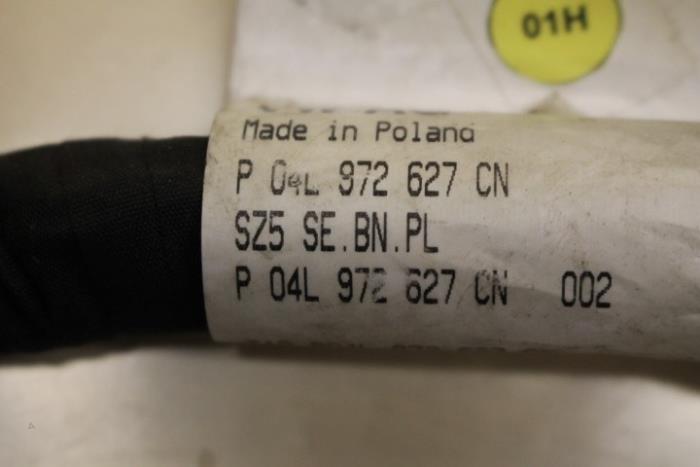 01H
Made in Poland
P 04L 972 627 CN
SZ5 SE.BN.PL
P 04L 972 627 CN 002